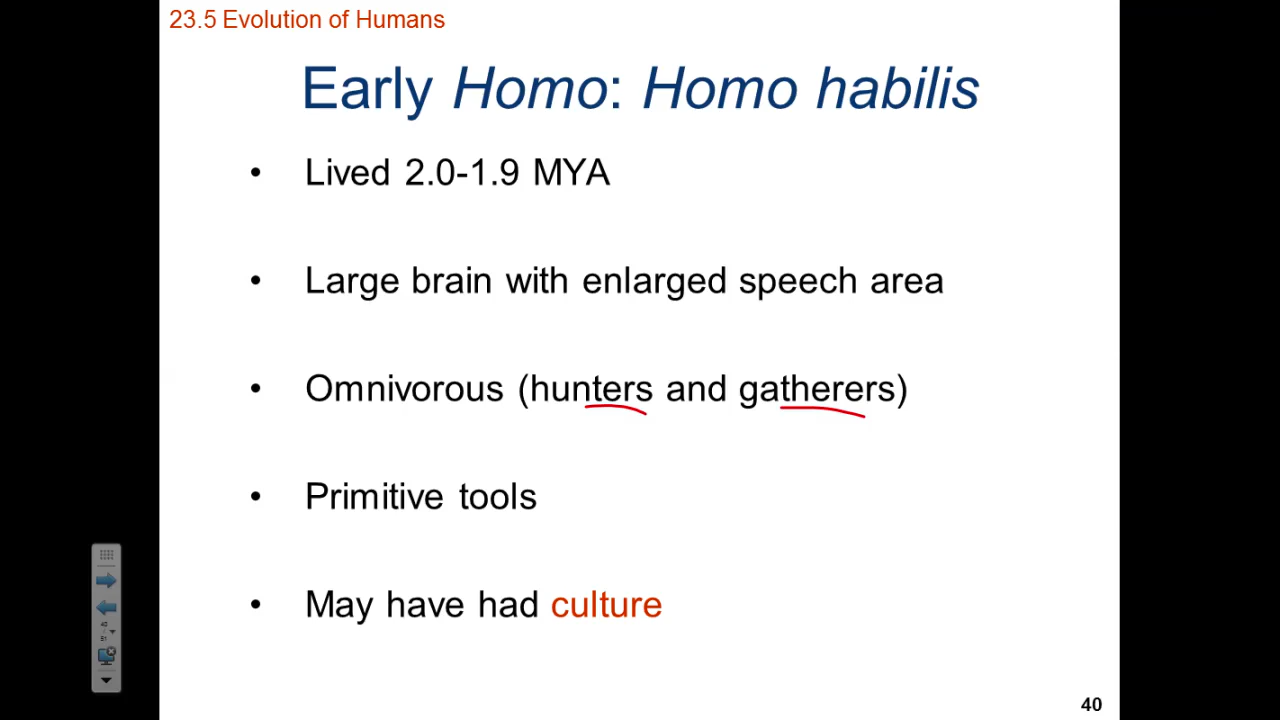 23.5 Evolution of Humans
Early Homo: Homo habilis
• Lived 2.0-1.9 MYA
• Large brain with enlarged speech area
• Omnivorous (hunters and gatherers)
• Primitive tools
• May have had culture
40